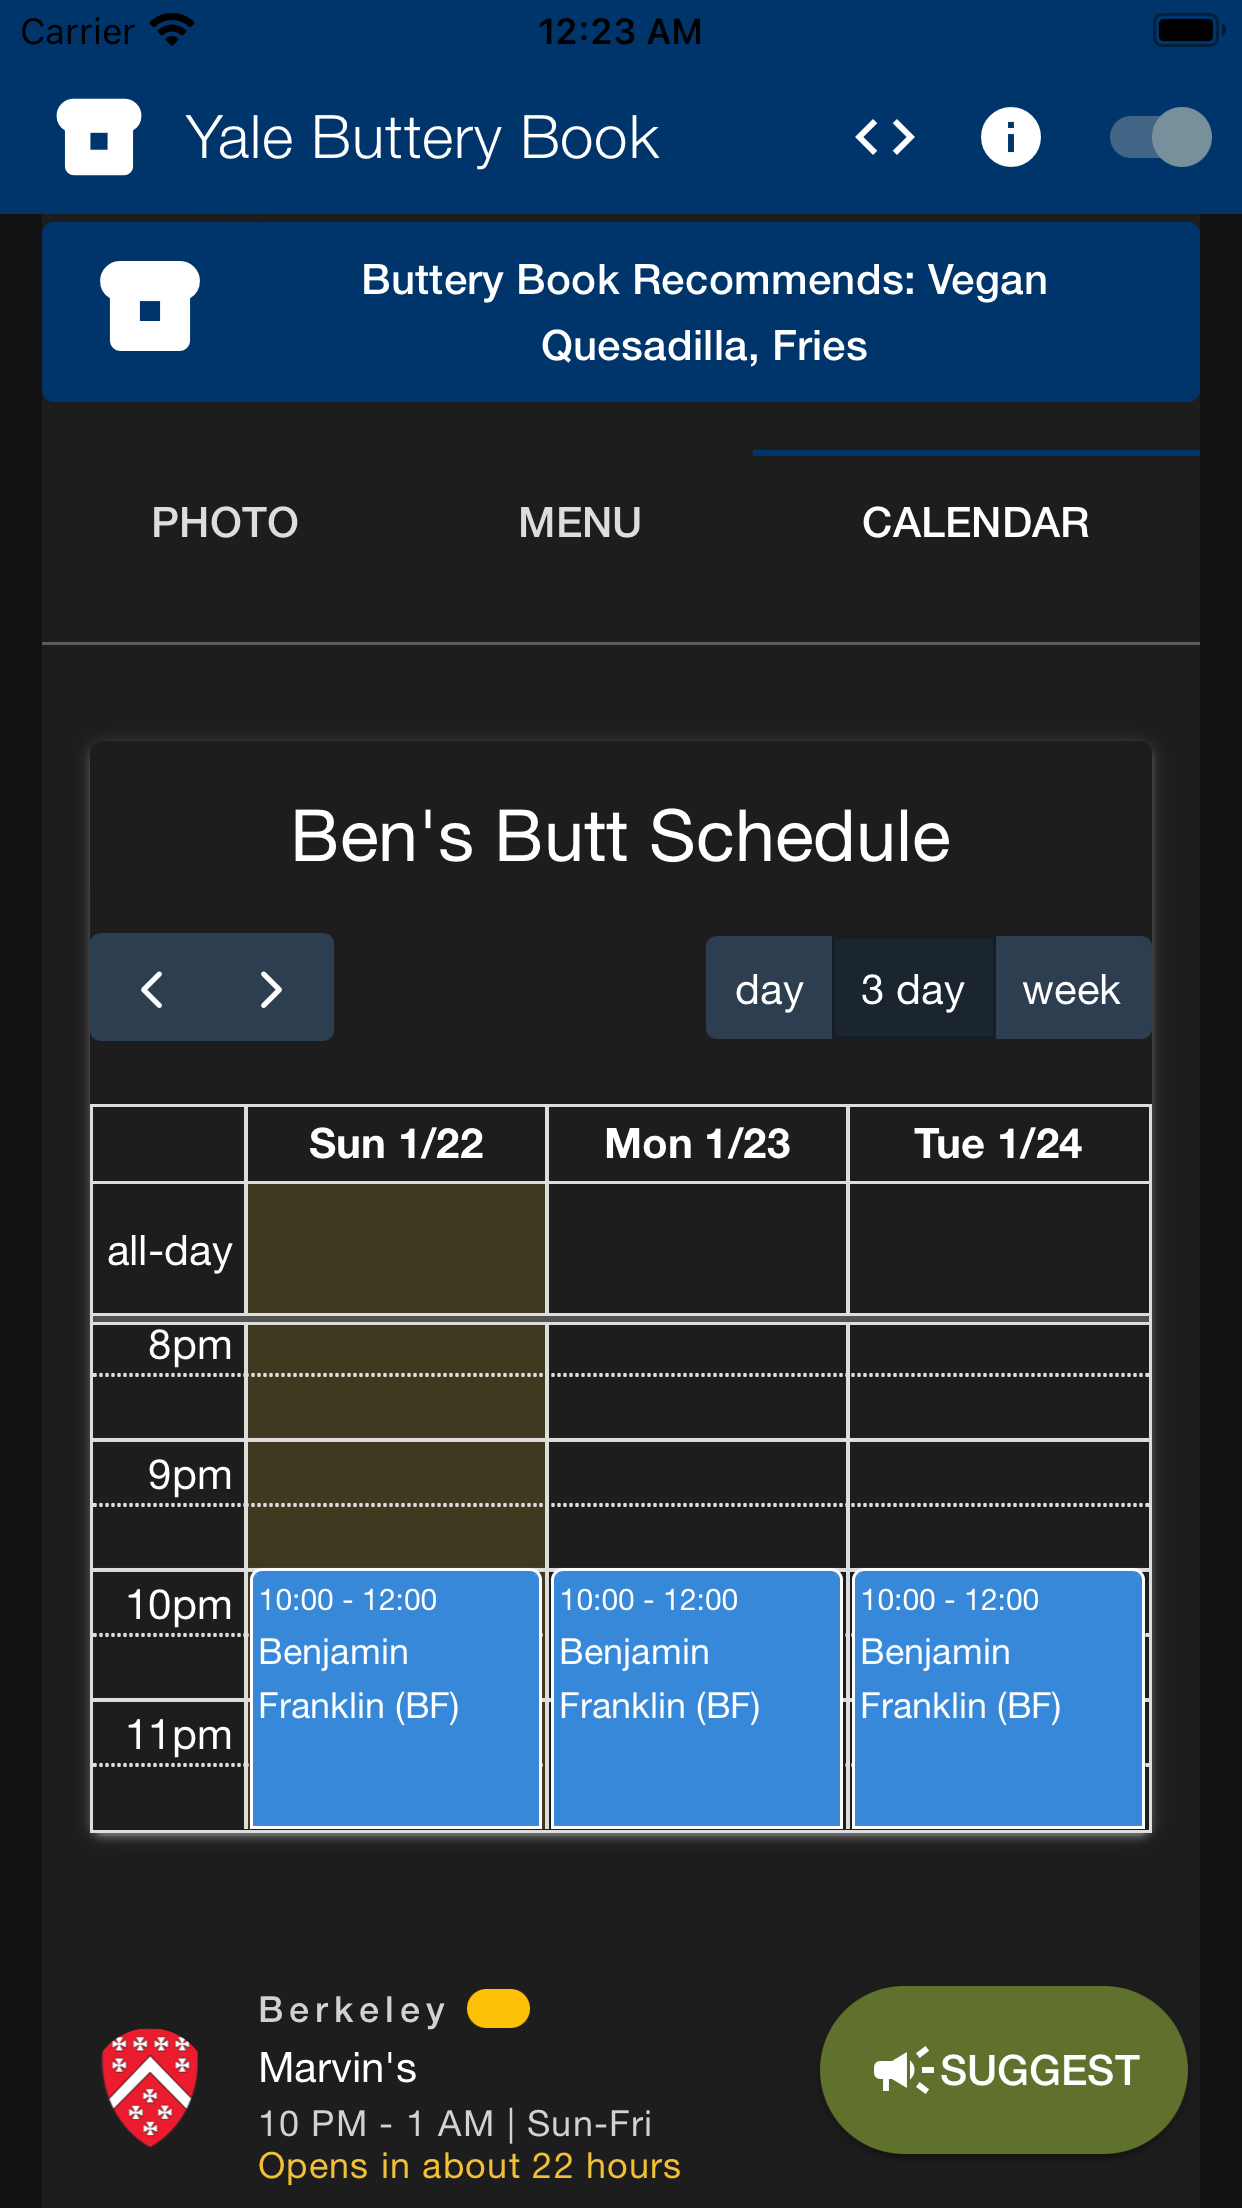 Carrier 12:23 AM
Yale Buttery Book
Buttery Book Recommends: Vegan
Quesadilla, Fries
PHOTO MENU CALENDAR
Ben's Butt Schedule
day 3 day week
Sun 1/22 Mon 1/23 Tue 1/24
all-day
8pm
9pm
10pm
11pm
10:00 - 12:00
Benjamin
Franklin (BF)
10:00 - 12:00
Benjamin
Franklin (BF)
10:00 - 12:00
Benjamin
Franklin (BF)
Berkeley
Marvin's
10 PM - 1 AM | Sun-Fri
Opens in about 22 hours
SUGGEST